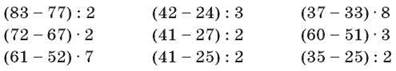 (83 – 77) : 2 (42 – 24) : 3 (37 – 33) · 8
(72 – 67) · 2 (41 – 27) : 2 (60 – 51) · 3
(61 – 52) · 7 (41 – 25) : 2 (35 – 25) : 2